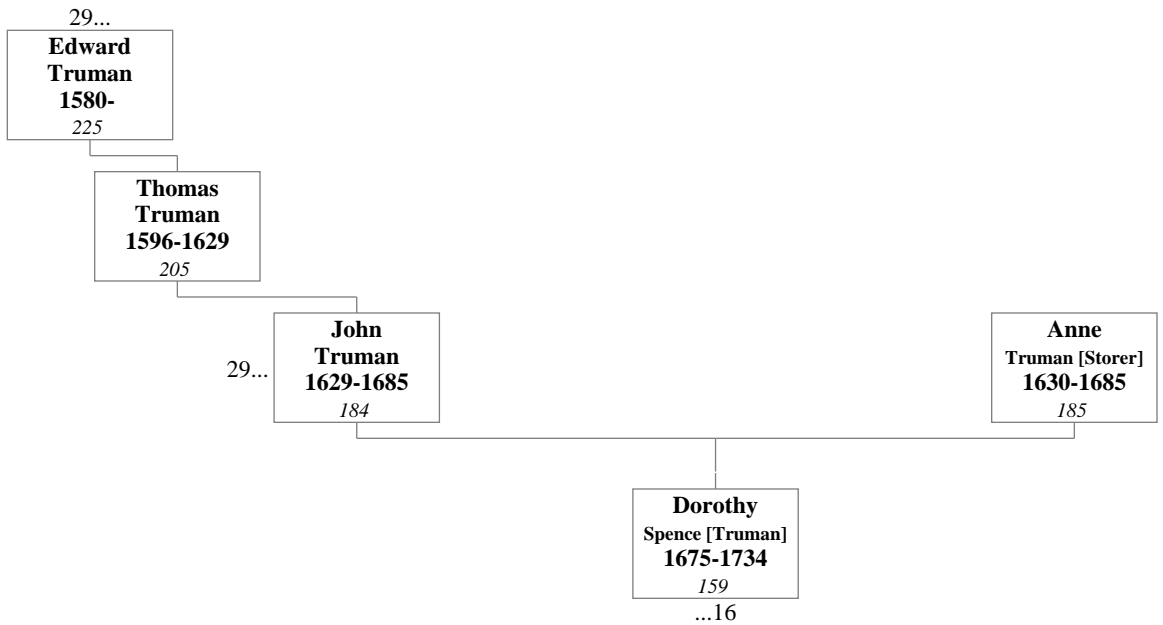 29...
Edward
Truman
1580-
225
Thomas
Truman
1596-1629
205
29...
John
Truman
1629-1685
184
Anne
Truman [Storer]
1630-1685
185
Dorothy
Spence [Truman]
1675-1734
159
...16